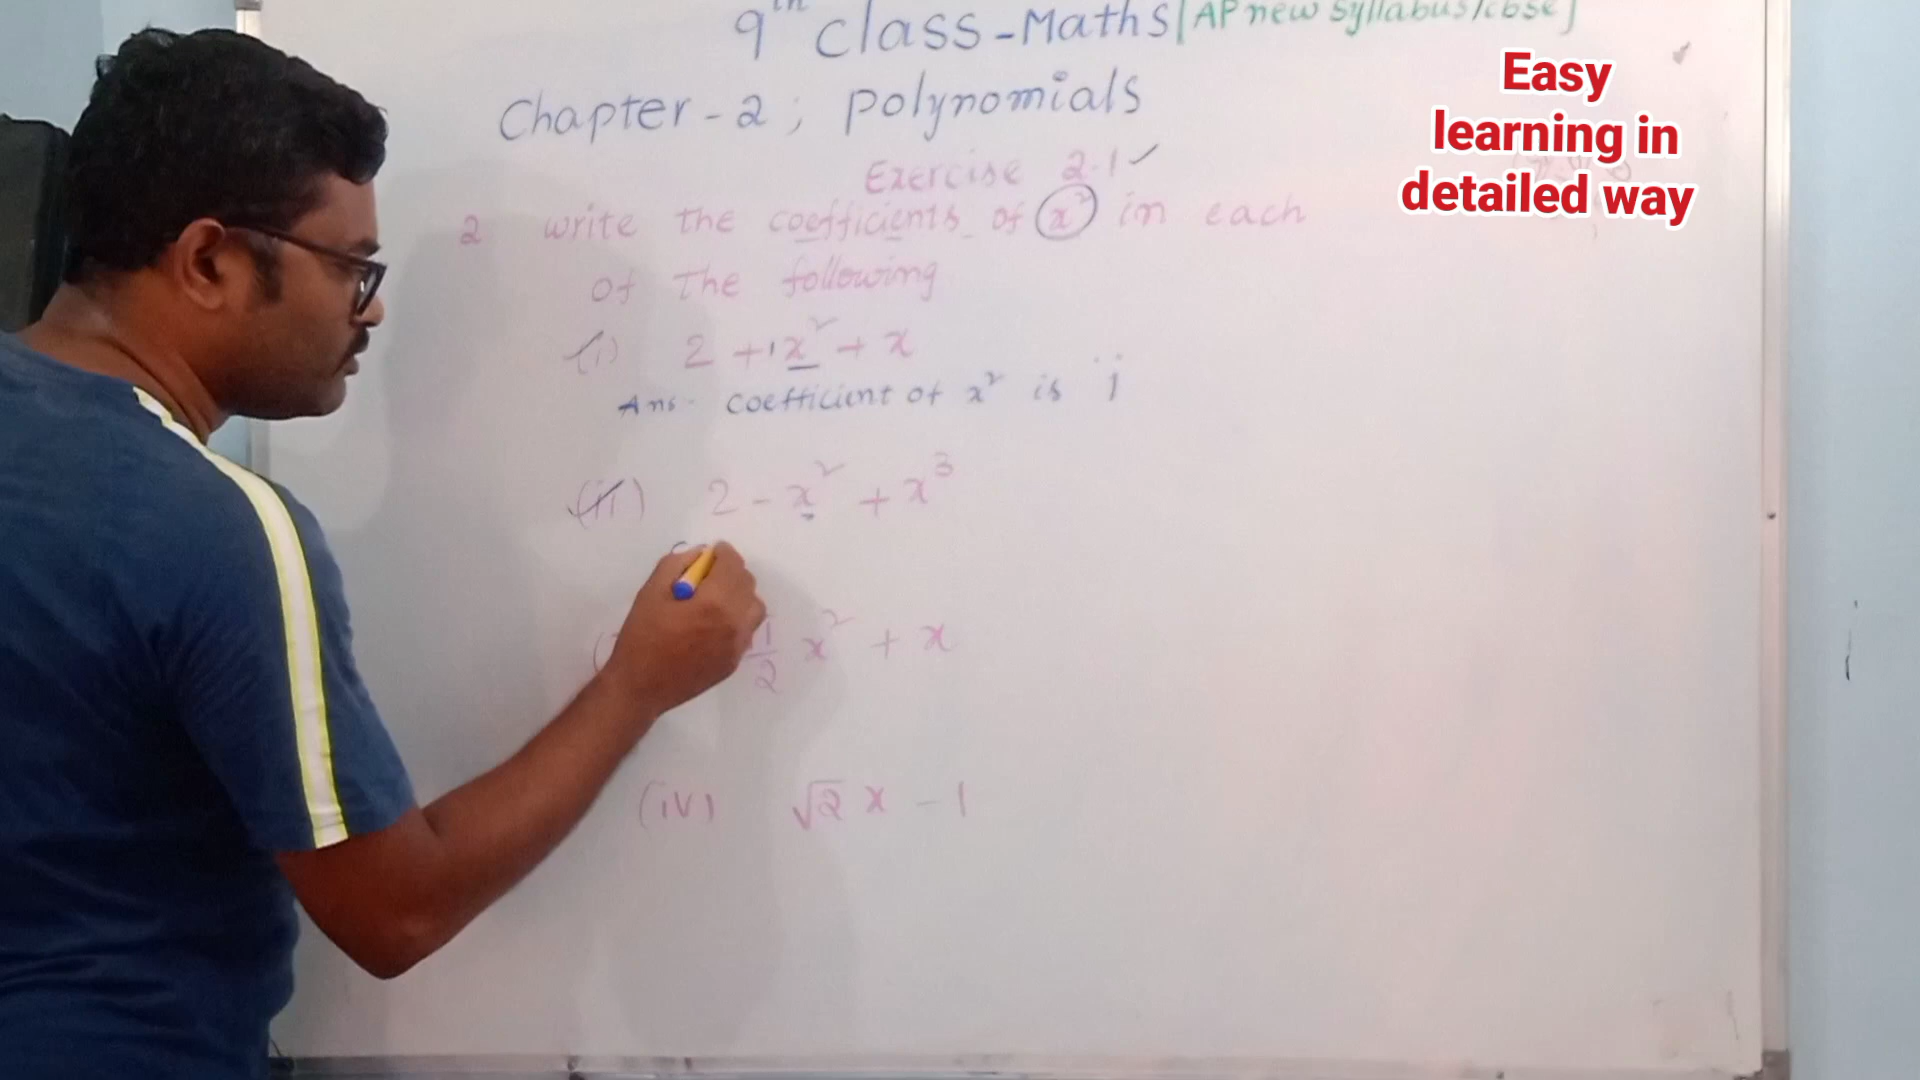 9th class - Maths [AP new syllabus/cbse]
Chapter - 2 ; Polynomials
Exercise 2.1 ✓
2 write the coefficients of x² in each
of the following
(i) 2 + 1x² + x
Ans - coefficient of x² is 1
(ii) 2 - x² + x³
1/2 x² + x
(iv) √2 x - 1
Easy
learning in
detailed way